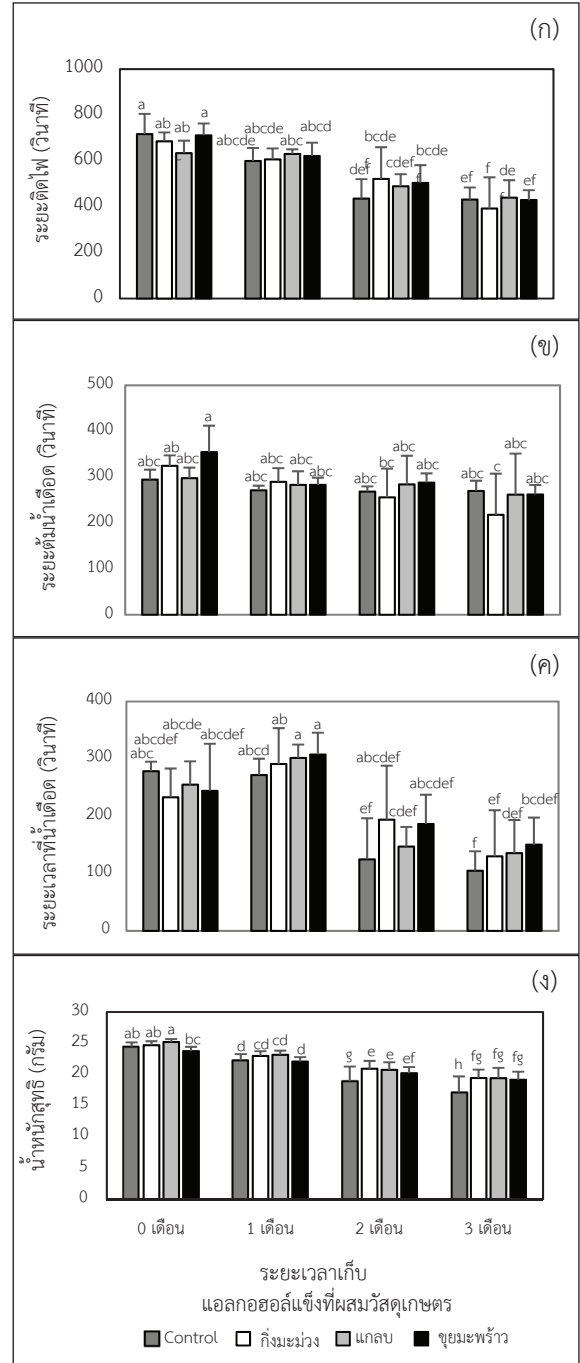 (ก)
ระยะติดไฟ (วินาที)
1000
800
600
400
200
0
a ab ab a
abcde abcde abc abcd
def bcde cdef bcde
f f
ef f de ef
f
(ข)
ระยะต้มน้ำเดือด (วินาที)
500
400
300
200
100
0
abc ab abc a
abc abc abc abc
abc bc abc abc
abc c abc abc
(ค)
ระยะเวลาที่น้ำเดือด (วินาที)
400
300
200
100
0
abc abcdef abcde abcdef
abcd ab a a
ef abcdef cdef abcdef
f ef def bcdef
(ง)
น้ำหนักสุทธิ (กรัม)
30
25
20
15
10
5
0
ab ab a bc
d cd cd d
g e e ef
h fg fg fg
0 เดือน 1 เดือน 2 เดือน 3 เดือน
ระยะเวลาเก็บ
แอลกอฮอล์แข็งที่ผสมวัสดุเกษตร
Control กิ่งมะม่วง แกลบ ขุยมะพร้าว